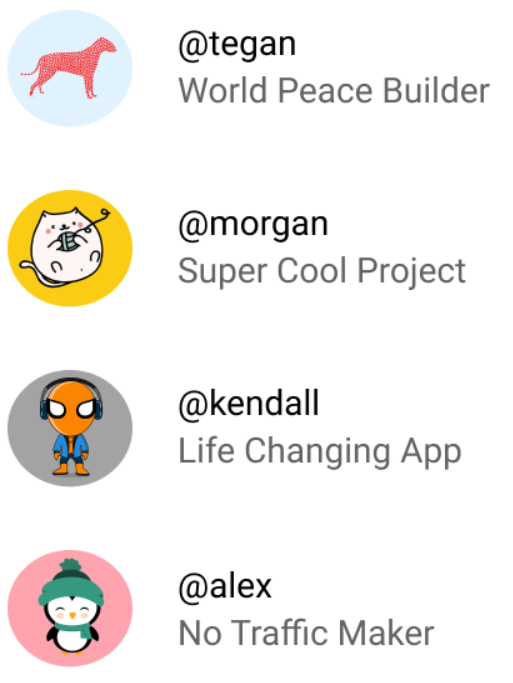 @tegan
World Peace Builder
@morgan
Super Cool Project
@kendall
Life Changing App
@alex
No Traffic Maker